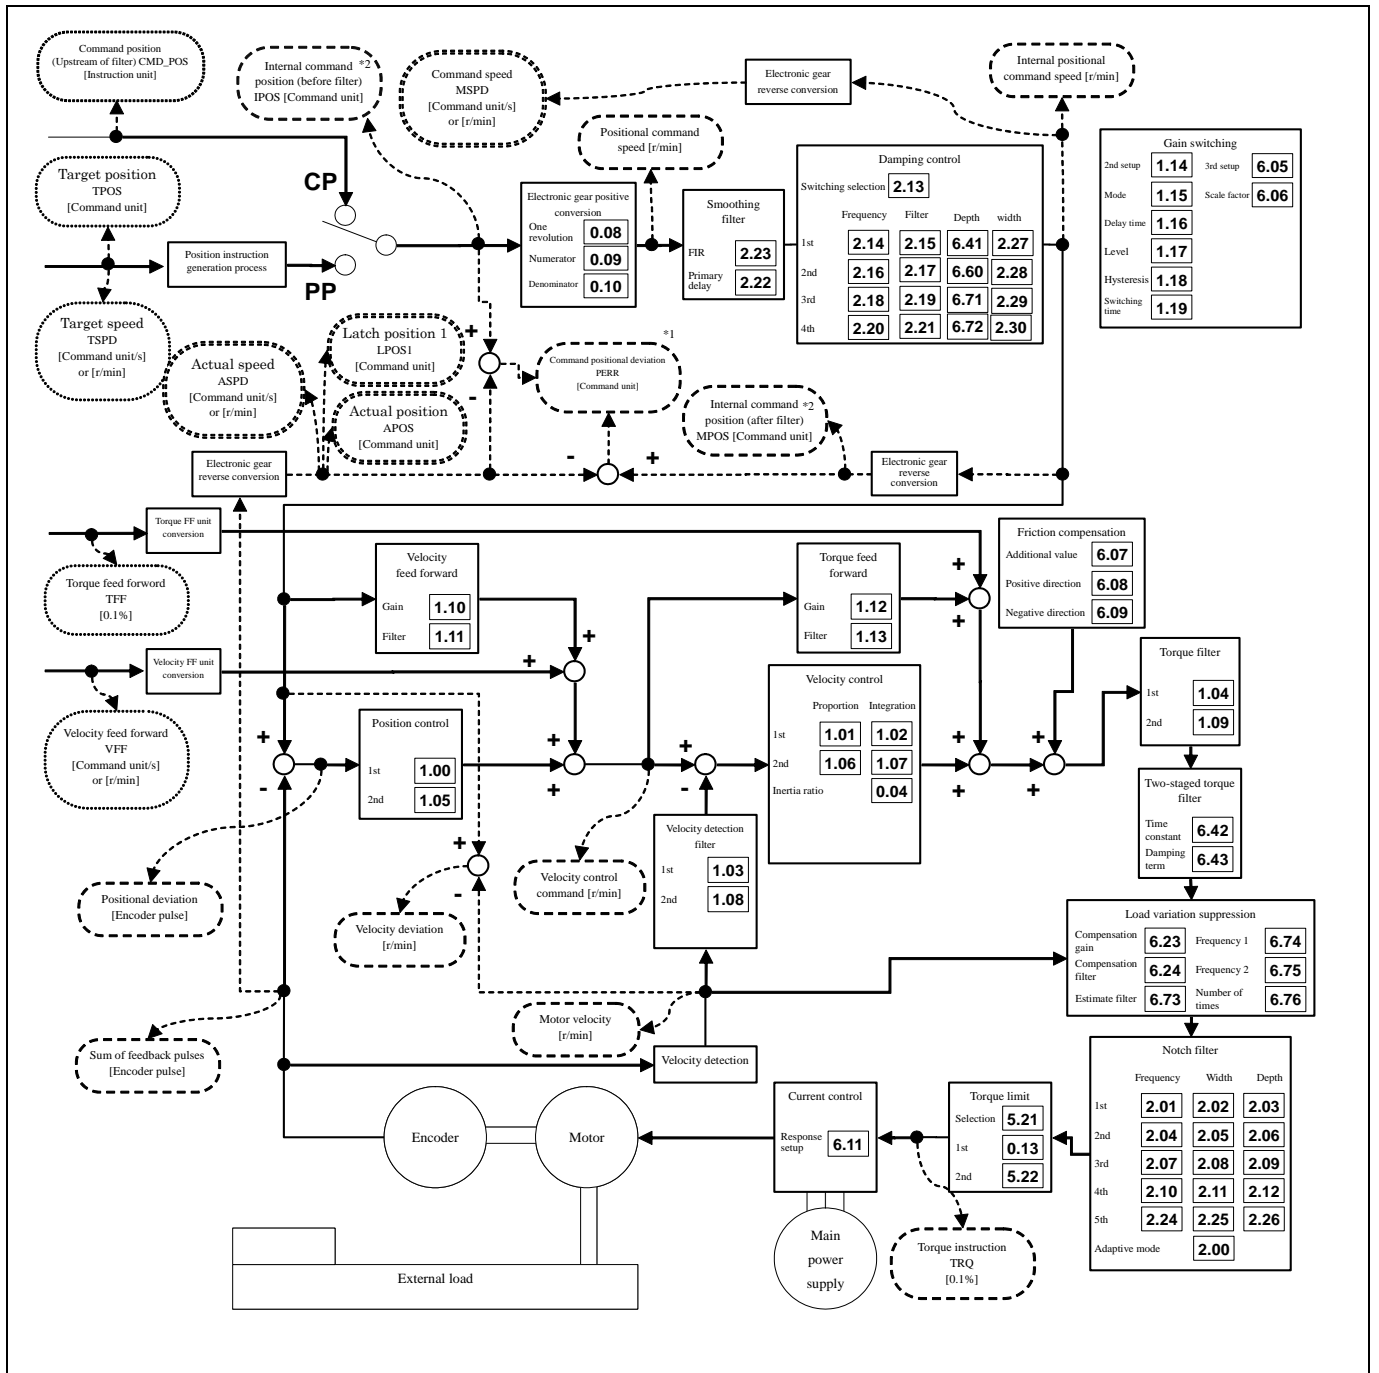 Command position
(Upstream of filter) CMD_POS
[Instruction unit]
Internal command *2
position (before filter)
IPOS [Command unit]
Command speed
MSPD
[Command unit/s]
or [r/min]
Electronic gear
reverse conversion
Internal positional
command speed [r/min]
Target position
TPOS
[Command unit]
CP
Positional command
speed [r/min]
Position instruction
generation process
PP
Electronic gear positive
conversion
One
revolution
0.08
Numerator
0.09
Denominator
0.10
Smoothing
filter
FIR
2.23
Primary
delay
2.22
Damping control
Switching selection 2.13
Frequency Filter Depth width
1st 2.14 2.15 6.41 2.27
2nd 2.16 2.17 6.60 2.28
3rd 2.18 2.19 6.71 2.29
4th 2.20 2.21 6.72 2.30
Gain switching
2nd setup 1.14 3rd setup 6.05
Mode 1.15 Scale factor 6.06
Delay time 1.16
Level 1.17
Hysteresis 1.18
Switching
time
1.19
Target speed
TSPD
[Command unit/s]
or [r/min]
Actual speed
ASPD
[Command unit/s]
or [r/min]
Latch position 1
LPOS1
[Command unit]
Actual position
APOS
[Command unit]
+
-
*1
Command positional deviation
PERR
[Command unit]
Internal command *2
position (after filter)
MPOS [Command unit]
Electronic gear
reverse conversion
- +
Electronic gear
reverse
conversion
Torque FF unit
conversion
Torque feed forword
TFF
[0.1%]
Velocity
feed forward
Gain 1.10
Filter 1.11
Torque feed
forward
Gain 1.12
Filter 1.13
+
+
Friction compensation
Additional value 6.07
Positive direction 6.08
Negative direction 6.09
Velocity FF unit
conversion
+
+
Velocity feed forward
VFF
[Command unit/s]
or [r/min]
+
-
Position control
1st 1.00
2nd 1.05
+
+
+
-
Velocity control
Proportion Integration
1st 1.01 1.02
2nd 1.06 1.07
Inertia ratio 0.04
+
+
+
+
Torque filter
1st 1.04
2nd 1.09
Two-staged torque
filter
Time
constant
6.42
Damping
term
6.43
Velocity detection
filter
1st 1.03
2nd 1.08
+
-
Velocity control
command [r/min]
Positional deviation
[Encoder pulse]
Velocity deviation
[r/min]
Load variation suppression
Compensation
gain
6.23 Frequency 1 6.74
Compensation
filter
6.24 Frequency 2 6.75
Estimate filter 6.73 Number of
times
6.76
Motor velocity
[r/min]
Sum of feedback pulses
[Encoder pulse]
Velocity detection
Notch filter
Frequency Width Depth
1st 2.01 2.02 2.03
2nd 2.04 2.05 2.06
3rd 2.07 2.08 2.09
4th 2.10 2.11 2.12
5th 2.24 2.25 2.26
Adaptive mode 2.00
Encoder
Motor
Current control
Response
setup
6.11
Torque limit
Selection 5.21
1st 0.13
2nd 5.22
Main
power
supply
Torque instruction
TRQ
[0.1%]
External load